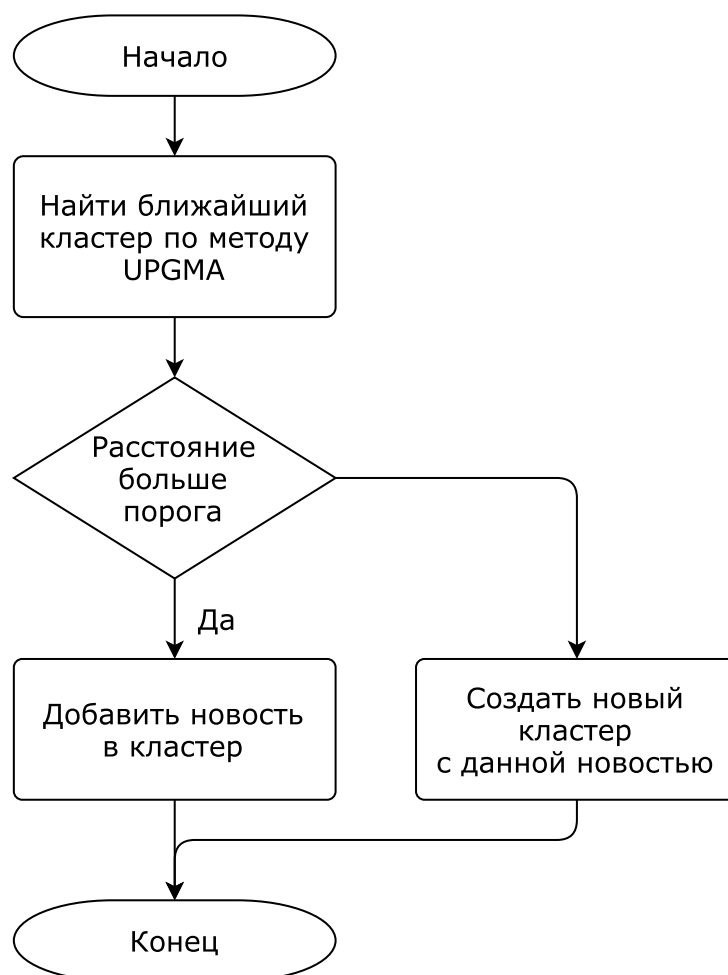 Начало
Найти ближайший
кластер по методу
UPGMA
Расстояние
больше
порога
Да
Добавить новость
в кластер
Создать новый
кластер
с данной новостью
Конец